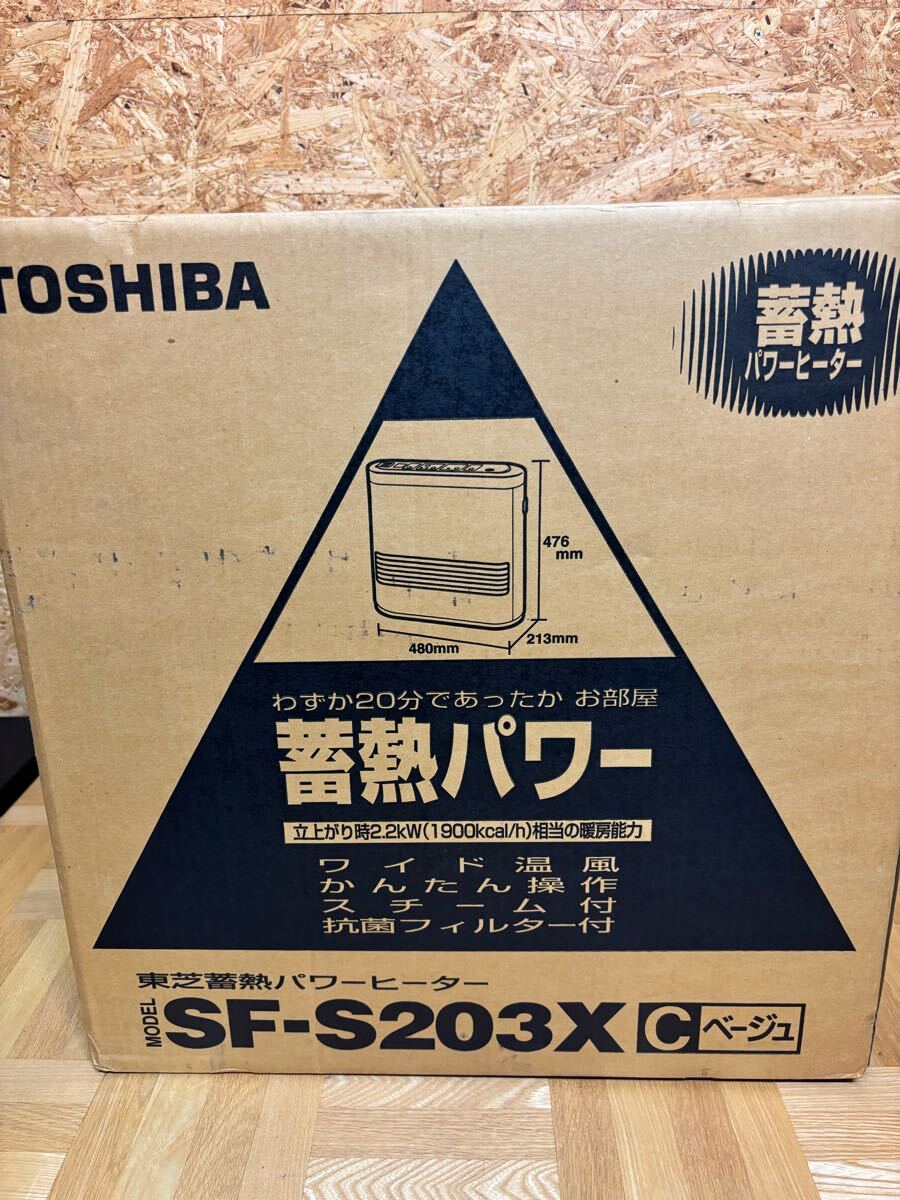 TOSHIBA
蓄熱
パワーヒーター
476
mm
213mm
480mm
わずか20分であったか お部屋
蓄熱パワー
立上がり時2.2kW(1900kcal/h)相当の暖房能力
ワイド温風
かんたん操作
スチーム付
抗菌フィルター付
東芝蓄熱パワーヒーター
MODEL SF-S203X C ベージュ